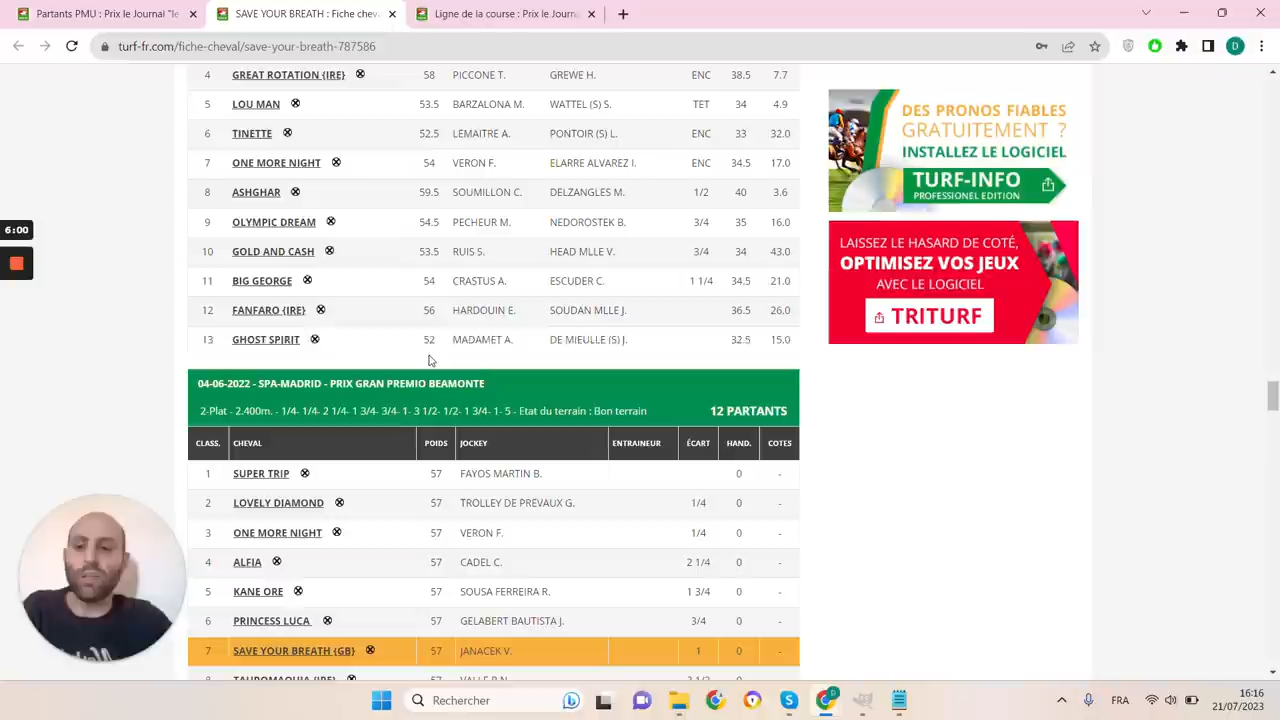 Partants PMU : Prix du Journal "le
SAVE YOUR BREATH : cheva
SAVE YOUR BREATH : chev
Ligne de la course : Prix le Journa
turf-fr.com/fiche-cheval/save-your-breath-787586
4 GREAT ROTATION {IRE} 58 PICCONE T. GREWE H. ENC 38.5 7.7
5 LOU MAN 53.5 BARZALONA M. WATTEL (S) S. TET 34 4.9
6 TINETTE 52.5 LEMAITRE A. PONTOIR (S) L. ENC 33 32.0
7 ONE MORE NIGHT 54 VERON F. ELARRE ALVAREZ I. ENC 34.5 17.0
8 ASHGHAR 59.5 SOUMILLON C. DELZANGLES M. 1/2 40 3.6
9 OLYMPIC DREAM 54.5 PECHEUR M. NEDOROSTEK B. 3/4 35 16.0
10 GOLD AND CASH 53.5 RUIS S. HEAD MLLE V. 3/4 34 43.0
11 BIG GEORGE 54 CRASTUS A. ESCUDER C. 1 1/4 34.5 21.0
12 FANFARO {IRE} 56 HARDOUIN E. SOUDAN MLLE J. 36.5 26.0
13 GHOST SPIRIT 52 MADAMET A. DE MIEULLE (S) J. 32.5 15.0
04-06-2022 - SPA-MADRID - PRIX GRAN PREMIO BEAMONTE
2-Plat - 2.400m. - 1/4- 1/4- 2 1/4- 1 3/4- 3/4- 1- 3 1/2- 1/2- 1 3/4- 1- 5 - Etat du terrain : Bon terrain 12 PARTANTS
CLASS. CHEVAL POIDS JOCKEY ENTRAINEUR ÉCART HAND. COTES
1 SUPER TRIP 57 FAYOS MARTIN B. 0 -
2 LOVELY DIAMOND 57 TROLLEY DE PREVAUX G. 1/4 0 -
3 ONE MORE NIGHT 57 VERON F. 1/4 0 -
4 ALFIA 57 CADEL C. 2 1/4 0 -
5 KANE ORE 57 SOUSA FERREIRA R. 1 3/4 0 -
6 PRINCESS LUCA 57 GELABERT BAUTISTA J. 3/4 0 -
7 SAVE YOUR BREATH {GB} 57 JANACEK V. 1 0 -
DES PRONOS FIABLES
GRATUITEMENT ?
INSTALLEZ LE LOGICIEL
TURF-INFO
PROFESSIONEL EDITION
LAISSEZ LE HASARD DE COTÉ,
OPTIMISEZ VOS JEUX
AVEC LE LOGICIEL
TRITURF
6:00
Rechercher
FRA
16:16
21/07/2023